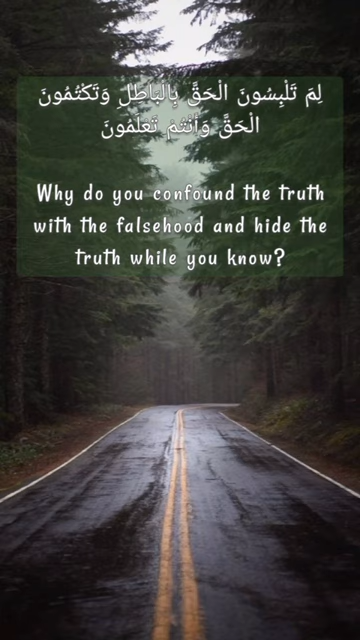 لِمَ تَلْبِسُونَ الْحَقَّ بِالْبَاطِلِ وَتَكْتُمُونَ
الْحَقَّ وَأَنْتُمْ تَعْلَمُونَ
Why do you confound the truth
with the falsehood and hide the
truth while you know?